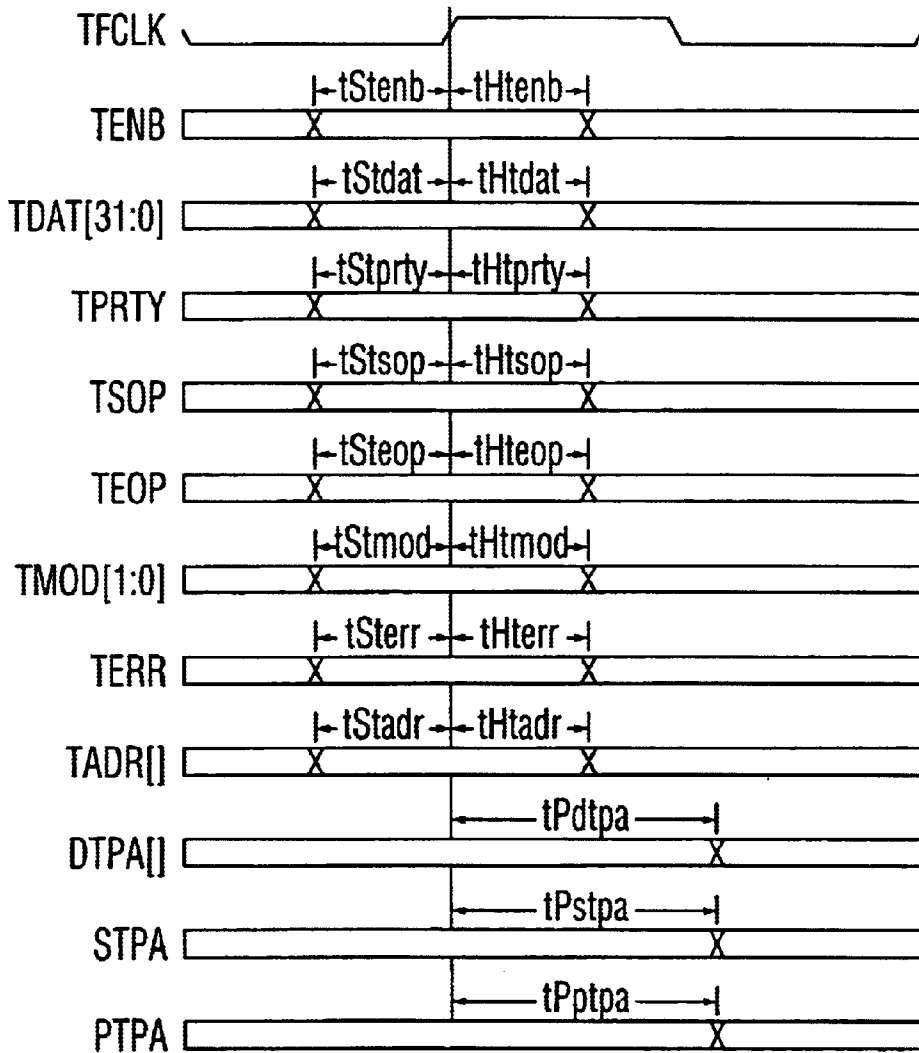 TFCLK
tStenb tHtenb
TENB
tStdat tHtdat
TDAT[31:0]
tStprty tHtprty
TPRTY
tStsop tHtsop
TSOP
tSteop tHteop
TEOP
tStmod tHtmod
TMOD[1:0]
tSterr tHterr
TERR
tStadr tHtadr
TADR[]
tPdtpa
DTPA[]
tPstpa
STPA
tPptpa
PTPA